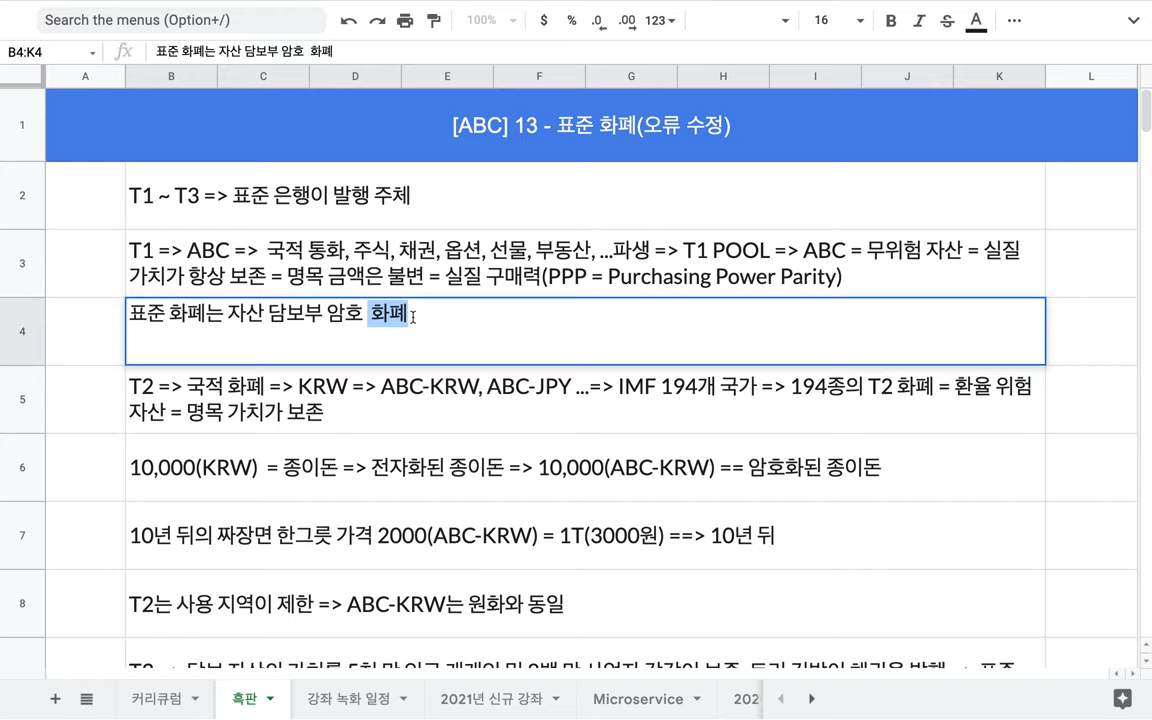 Search the menus (Option+/)
100%
$ % .0 .00 123
16
B I S A
B4:K4
fx
표준 화폐는 자산 담보부 암호  화폐
A B C D E F G H I J K L
1
[ABC] 13 - 표준 화폐(오류 수정)
2
T1 ~ T3 => 표준 은행이 발행 주체
3
T1 => ABC =>  국적 통화, 주식, 채권, 옵션, 선물, 부동산, ...파생 => T1 POOL => ABC = 무위험 자산 = 실질
가치가 항상 보존 = 명목 금액은 불변 = 실질 구매력(PPP = Purchasing Power Parity)
4
표준 화폐는 자산 담보부 암호  화폐
5
T2 => 국적 화폐 => KRW => ABC-KRW, ABC-JPY ...=> IMF 194개 국가 => 194종의 T2 화폐 = 환율 위험
자산 = 명목 가치가 보존
6
10,000(KRW)  = 종이돈 => 전자화된 종이돈 => 10,000(ABC-KRW) == 암호화된 종이돈
7
10년 뒤의 짜장면 한그릇 가격 2000(ABC-KRW) = 1T(3000원) ==> 10년 뒤
8
T2는 사용 지역이 제한 => ABC-KRW는 원화와 동일
커리큘럼
흑판
강좌 녹화 일정
2021년 신규 강좌
Microservice
202